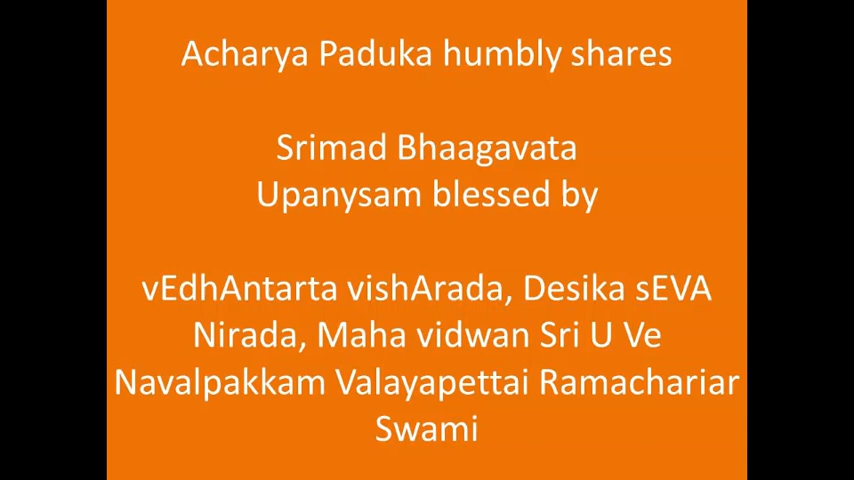 Acharya Paduka humbly shares
Srimad Bhaagavata
Upanysam blessed by
vEdhAntarta vishArada, Desika sEVA
Nirada, Maha vidwan Sri U Ve
Navalpakkam Valayapettai Ramachariar
Swami